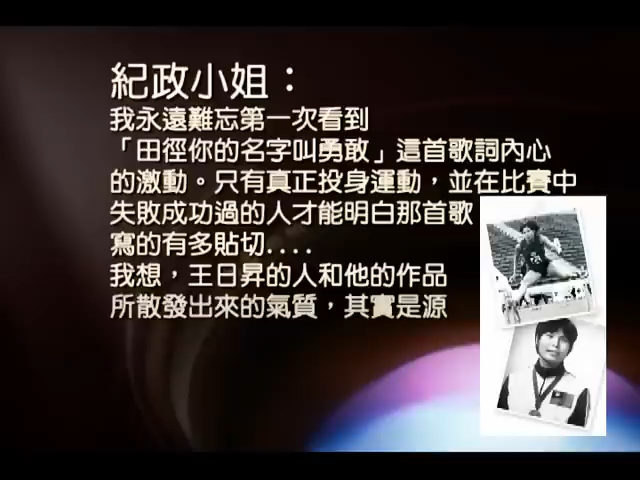 紀政小姐：
我永遠難忘第一次看到
「田徑你的名字叫勇敢」這首歌詞內心
的激動。只有真正投身運動，並在比賽中
失敗成功過的人才能明白那首歌
寫的有多貼切....
我想，王日昇的人和他的作品
所散發出來的氣質，其實是源